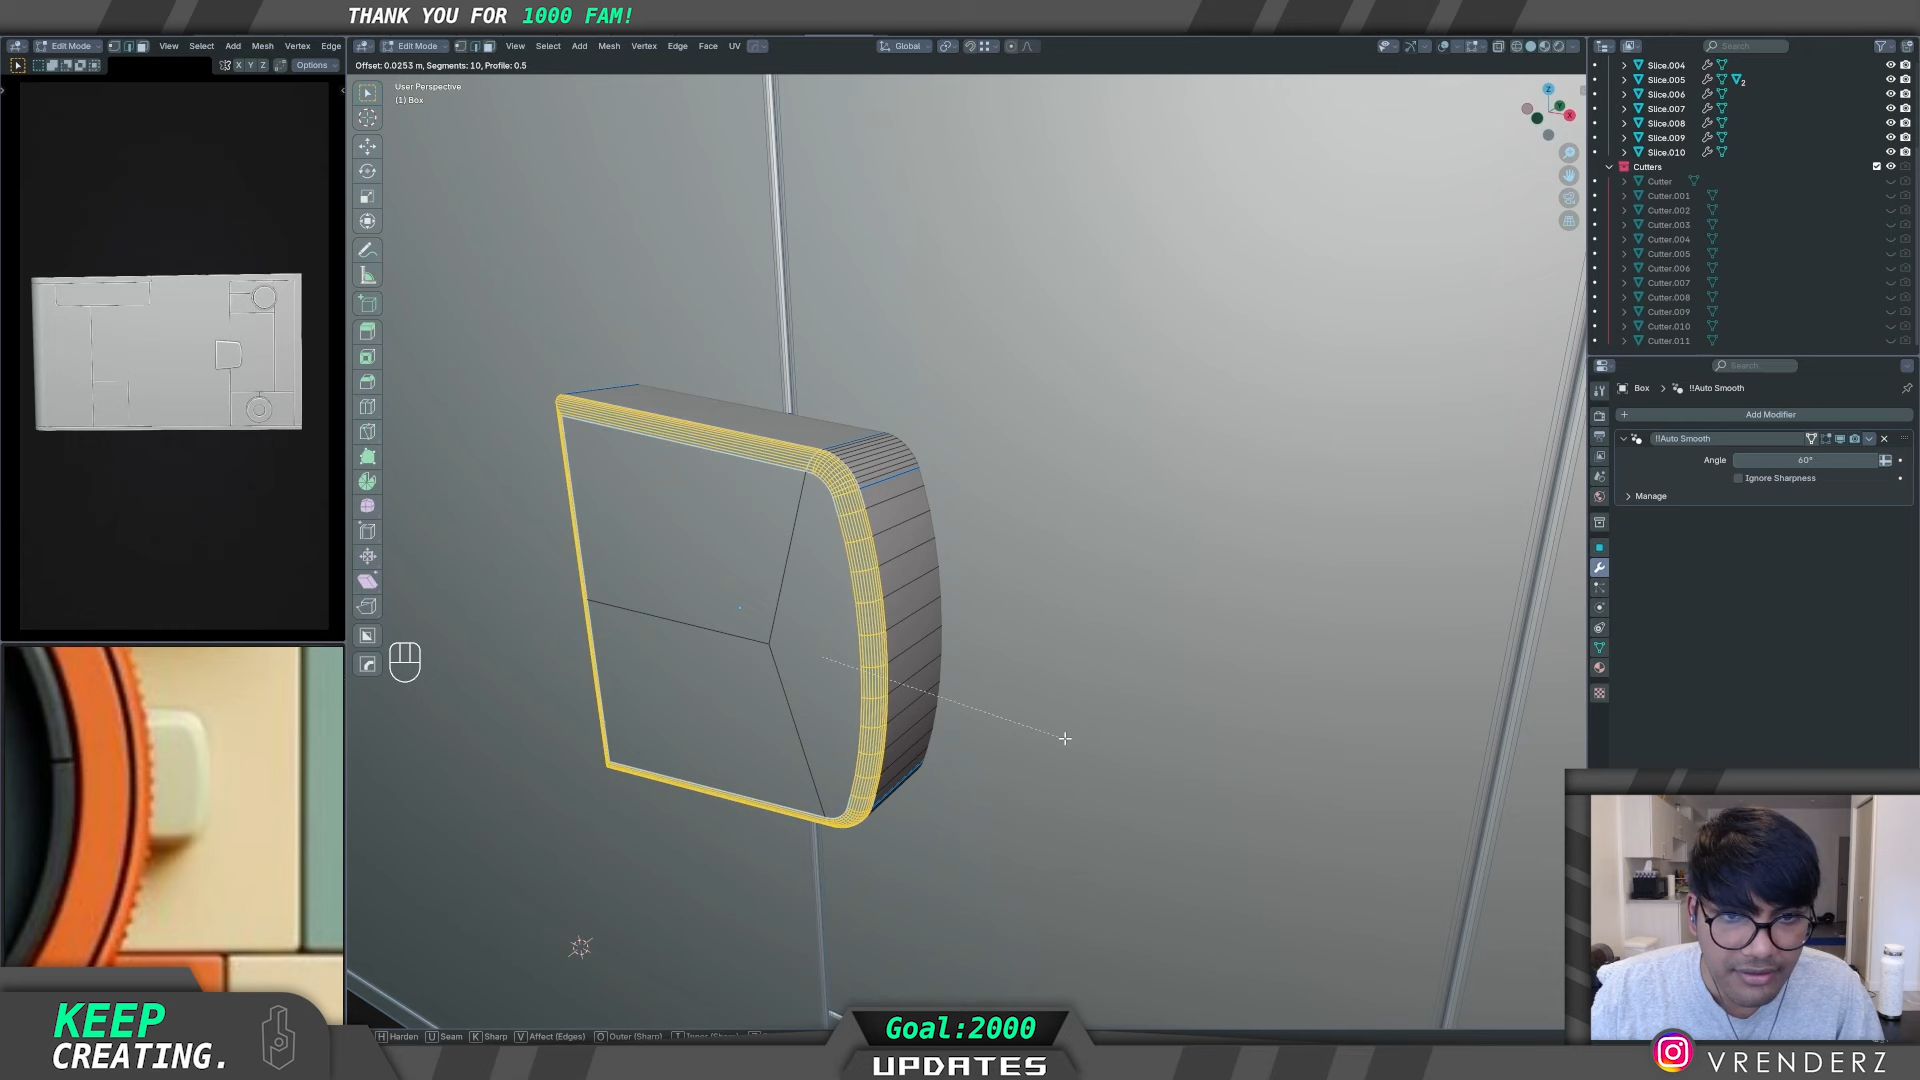 THANK YOU FOR 1000 FAM!
Edit Mode View Select Add Mesh Vertex Edge
X Y Z Options
Edit Mode View Select Add Mesh Vertex Edge Face UV Global
Offset: 0.0253 m, Segments: 10, Profile: 0.5
User Perspective
(1) Box
Z
Y
X
Search
Slice.004
Slice.005
2
Slice.006
Slice.007
Slice.008
Slice.009
Slice.010
Cutters
Cutter
Cutter.001
Cutter.002
Cutter.003
Cutter.004
Cutter.005
Cutter.006
Cutter.007
Cutter.008
Cutter.009
Cutter.010
Cutter.011
Search
Box > !!Auto Smooth
+ Add Modifier
!!Auto Smooth
Angle 60°
Ignore Sharpness
Manage
H Harden U Seam K Sharp V Affect (Edges) O Outer (Sharp)
KEEP
CREATING.
Goal:2000
UPDATES
VRENDERZ